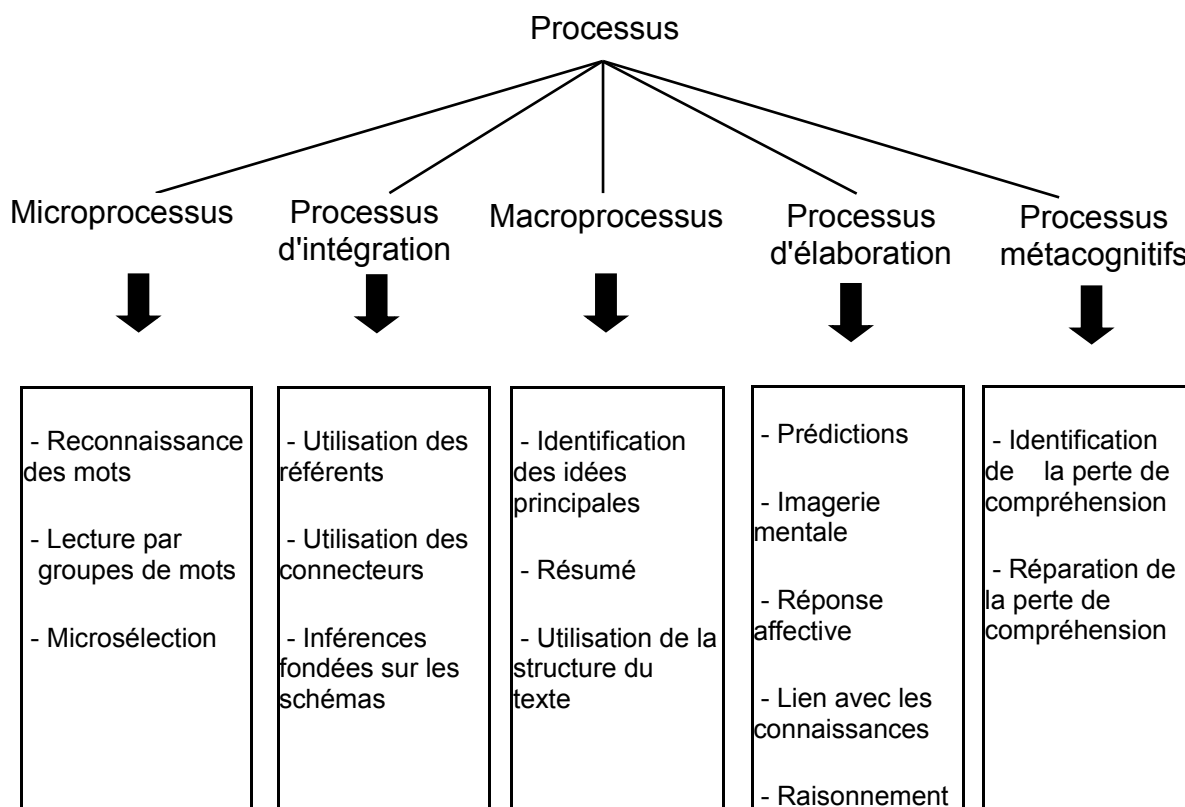 Processus
Microprocessus
Processus
d'intégration
Macroprocessus
Processus
d'élaboration
Processus
métacognitifs
- Reconnaissance
des mots
- Lecture par
groupes de mots
- Microsélection
- Utilisation des
référents
- Utilisation des
connecteurs
- Inférences
fondées sur les
schémas
- Identification
des idées
principales
- Résumé
- Utilisation de la
structure du
texte
- Prédictions
- Imagerie
mentale
- Réponse
affective
- Lien avec les
connaissances
- Raisonnement
- Identification
de la perte de
compréhension
- Réparation de
la perte de
compréhension